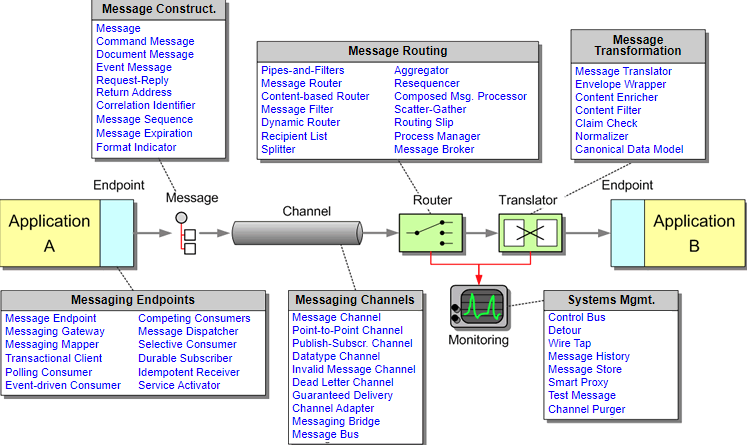 Message Construct.
Message
Command Message
Document Message
Event Message
Request-Reply
Return Address
Correlation Identifier
Message Sequence
Message Expiration
Format Indicator
Message Routing
Pipes-and-Filters
Message Router
Content-based Router
Message Filter
Dynamic Router
Recipient List
Splitter
Aggregator
Resequencer
Composed Msg. Processor
Scatter-Gather
Routing Slip
Process Manager
Message Broker
Message
Transformation
Message Translator
Envelope Wrapper
Content Enricher
Content Filter
Claim Check
Normalizer
Canonical Data Model
Endpoint
Message
Channel
Router
Translator
Endpoint
Application
A
Application
B
Messaging Endpoints
Message Endpoint
Messaging Gateway
Messaging Mapper
Transactional Client
Polling Consumer
Event-driven Consumer
Competing Consumers
Message Dispatcher
Selective Consumer
Durable Subscriber
Idempotent Receiver
Service Activator
Messaging Channels
Message Channel
Point-to-Point Channel
Publish-Subscr. Channel
Datatype Channel
Invalid Message Channel
Dead Letter Channel
Guaranteed Delivery
Channel Adapter
Messaging Bridge
Message Bus
Monitoring
Systems Mgmt.
Control Bus
Detour
Wire Tap
Message History
Message Store
Smart Proxy
Test Message
Channel Purger